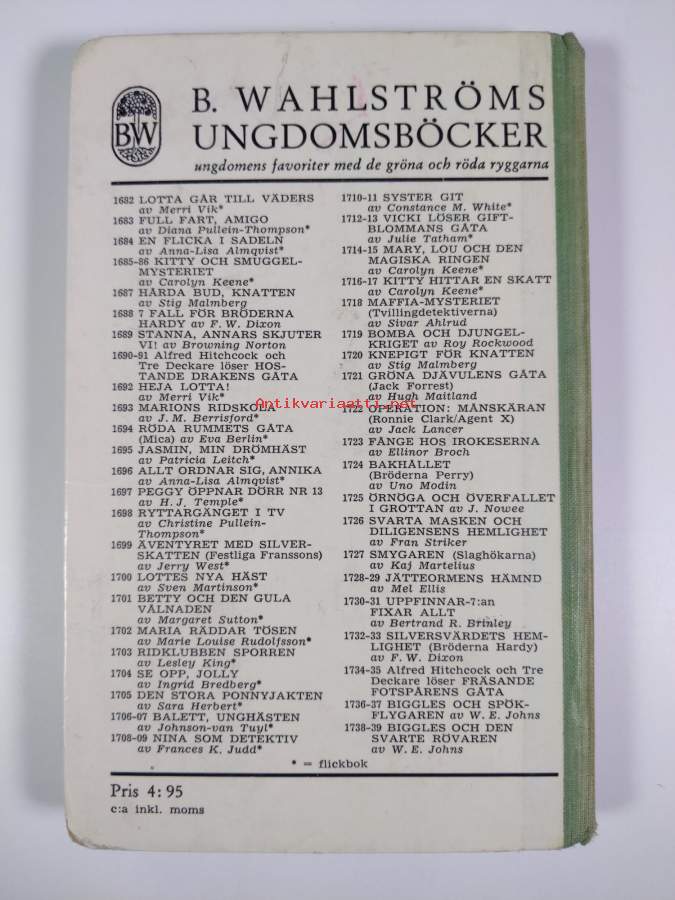 BW
B. WAHLSTRÖMS
UNGDOMSBÖCKER
ungdomens favoriter med de gröna och röda ryggarna
1682 LOTTA GÅR TILL VÄDERS
av Merri Vik*
1683 FULL FART, AMIGO
av Diana Pullein-Thompson*
1684 EN FLICKA I SADELN
av Anna-Lisa Almqvist*
1685-86 KITTY OCH SMUGGEL-
MYSTERIET
av Carolyn Keene*
1687 HÅRDA BUD, KNATTEN
av Stig Malmberg
1688 7 FALL FÖR BRÖDERNA
HARDY av F. W. Dixon
1689 STANNA, ANNARS SKJUTER
VI! av Browning Norton
1690-91 Alfred Hitchcock och
Tre Deckare löser HOS-
TANDE DRAKENS GÅTA
1692 HEJA LOTTA!
av Merri Vik*
1693 MARIONS RIDSKOLA
av J. M. Berrisford*
1694 RÖDA RUMMETS GÅTA
(Mica) av Eva Berlin*
1695 JASMIN, MIN DRÖMHÄST
av Patricia Leitch*
1696 ALLT ORDNAR SIG, ANNIKA
av Anna-Lisa Almqvist*
1697 PEGGY ÖPPNAR DÖRR NR 13
av H. J. Temple*
1698 RYTTARGÄNGET I TV
av Christine Pullein-
Thompson*
1699 ÄVENTYRET MED SILVER-
SKATTEN (Festliga Franssons)
av Jerry West*
1700 LOTTES NYA HÄST
av Sven Martinson*
1701 BETTY OCH DEN GULA
VÅLNADEN
av Margaret Sutton*
1702 MARIA RÄDDAR TÖSEN
av Marie Louise Rudolfsson*
1703 RIDKLUBBEN SPORREN
av Lesley King*
1704 SE OPP, JOLLY
av Ingrid Bredberg*
1705 DEN STORA PONNYJAKTEN
av Sara Herbert*
1706-07 BALETT, UNGHÄSTEN
av Johnson-van Tuyl*
1708-09 NINA SOM DETEKTIV
av Frances K. Judd*
1710-11 SYSTER GIT
av Constance M. White*
1712-13 VICKI LÖSER GIFT-
BLOMMANS GÅTA
av Julie Tatham*
1714-15 MARY, LOU OCH DEN
MAGISKA RINGEN
av Carolyn Keene*
1716-17 KITTY HITTAR EN SKATT
av Carolyn Keene*
1718 MAFFIA-MYSTERIET
(Tvillingdetektiverna)
av Sivar Ahlrud
1719 BOMBA OCH DJUNGEL-
KRIGET av Roy Rockwood
1720 KNEPIGT FÖR KNATTEN
av Stig Malmberg
1721 GRÖNA DJÄVULENS GÅTA
(Jack Forrest)
av Hugh Maitland
1722 OPERATION: MÅNSKÄRAN
(Ronnie Clark/Agent X)
av Jack Lancer
1723 FÅNGE HOS IROKESERNA
av Ellinor Broch
1724 BAKHÅLLET
(Bröderna Perry)
av Uno Modin
1725 ÖRNÖGA OCH ÖVERFALLET
I GROTTAN av J. Nowee
1726 SVARTA MASKEN OCH
DILIGENSENS HEMLIGHET
av Fran Striker
1727 SMYGAREN (Slaghökarna)
av Kaj Martelius
1728-29 JÄTTEORMENS HÄMND
av Mel Ellis
1730-31 UPPFINNAR-7:an
FIXAR ALLT
av Bertrand R. Brinley
1732-33 SILVERSVÄRDETS HEM-
LIGHET (Bröderna Hardy)
av F. W. Dixon
1734-35 Alfred Hitchcock och Tre
Deckare löser FRÄSANDE
FOTSPÅRENS GÅTA
1736-37 BIGGLES OCH SPÖK-
FLYGAREN av W. E. Johns
1738-39 BIGGLES OCH DEN
SVARTE RÖVAREN
av W. E. Johns
* = flickbok
Pris 4:95
c:a inkl. moms
Antikvariaatti.net